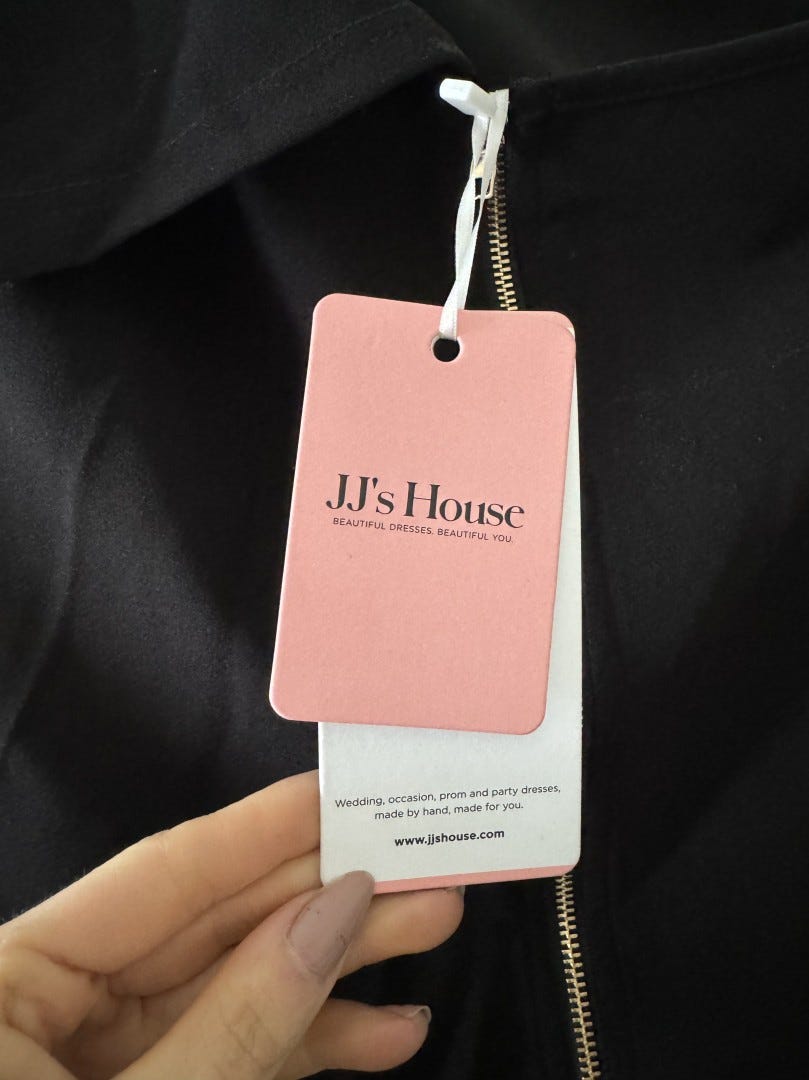 JJ's House
BEAUTIFUL DRESSES. BEAUTIFUL YOU.
Wedding, occasion, prom and party dresses,
made by hand, made for you.
www.jjshouse.com